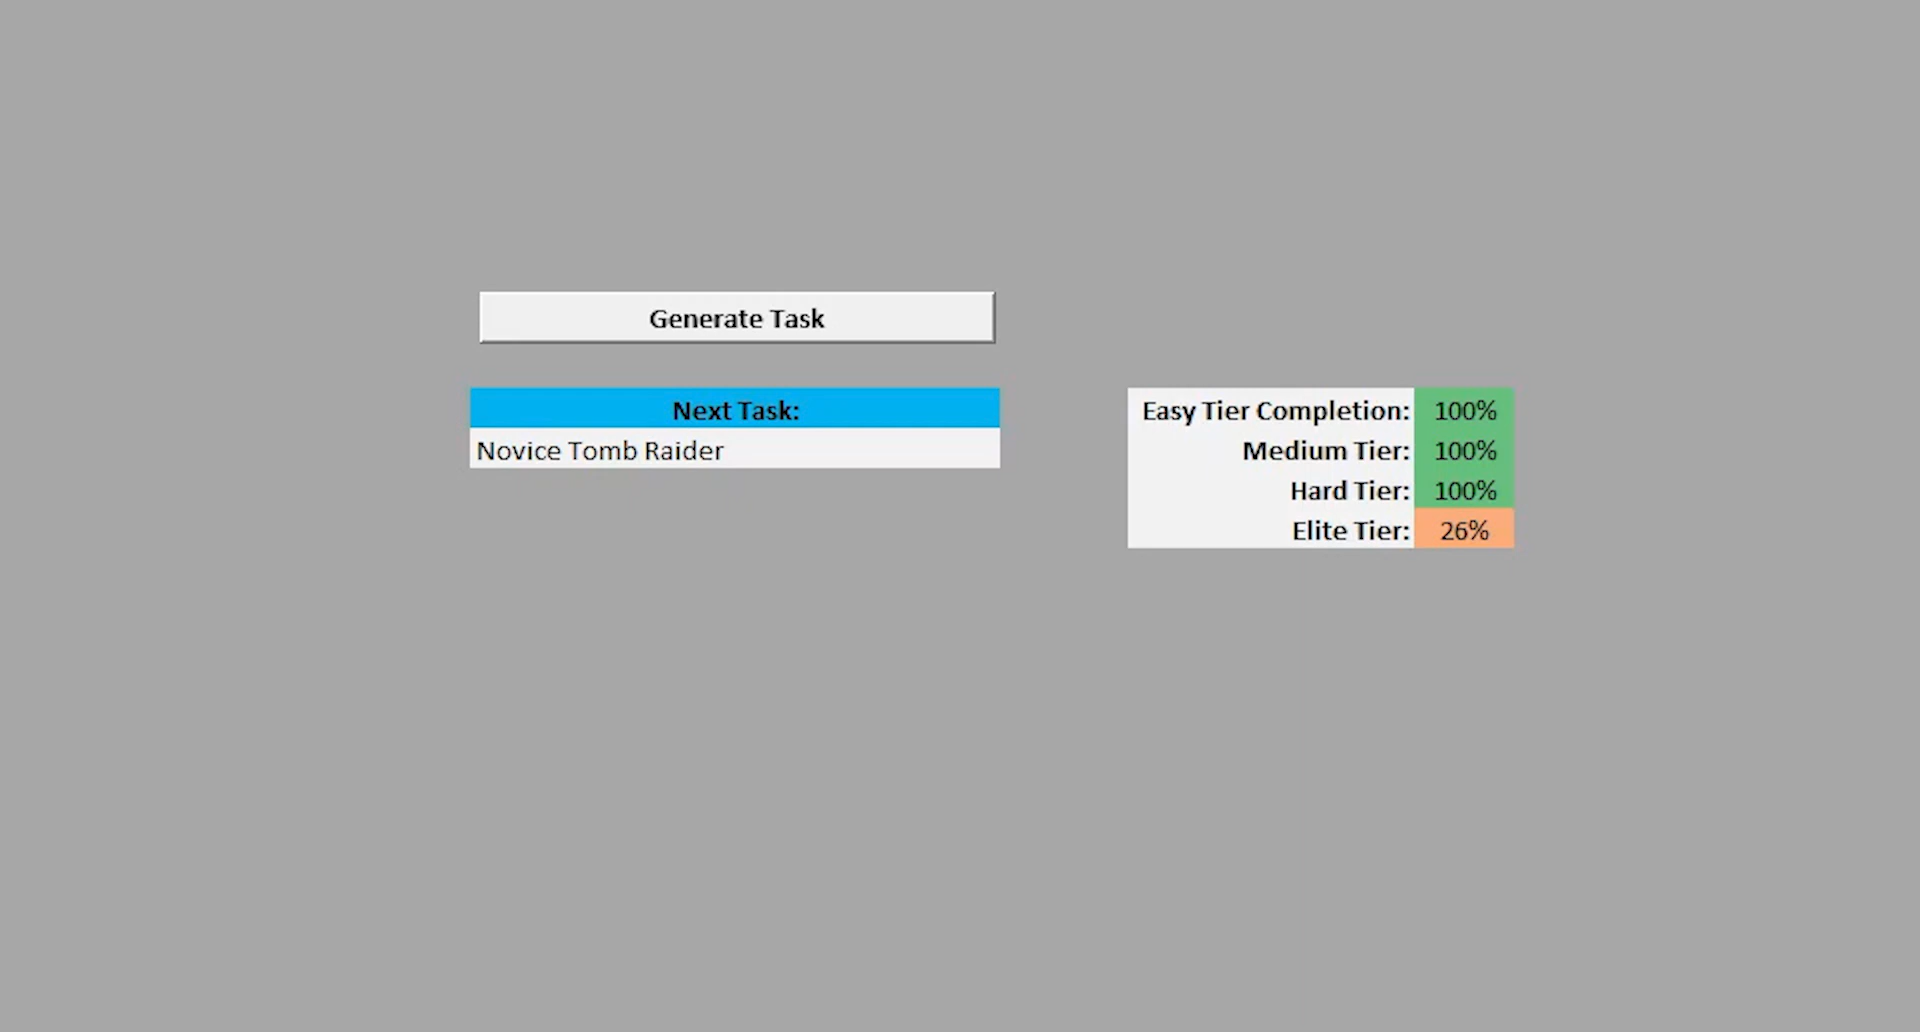 Generate Task
Next Task:
Novice Tomb Raider
Easy Tier Completion: 100%
Medium Tier: 100%
Hard Tier: 100%
Elite Tier: 26%